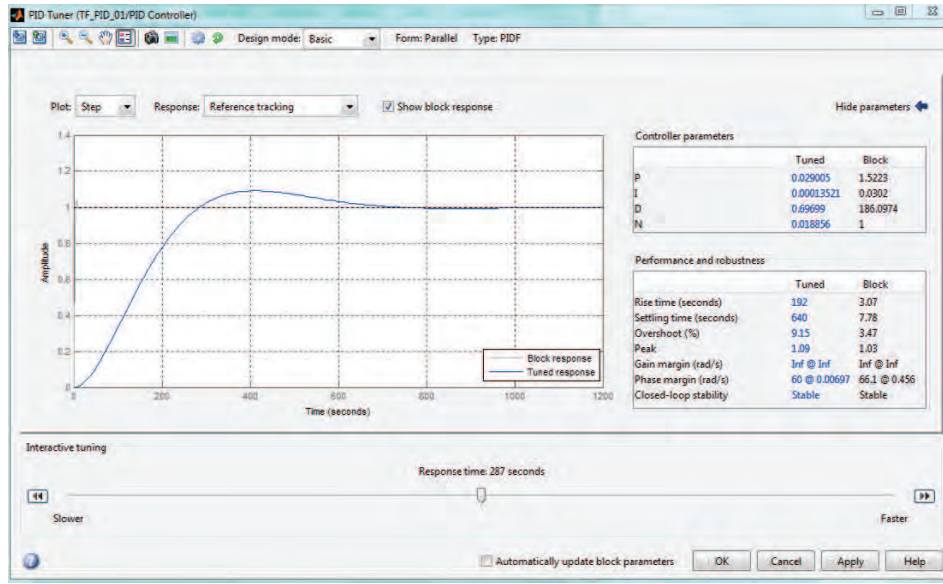 PID Tuner (TF_PID_01/PID Controller)
Design mode: Basic Form: Parallel Type: PIDF
Plot: Step Response: Reference tracking Show block response Hide parameters
Controller parameters
Tuned Block
P 0.029005 1.5223
I 0.00013521 0.0302
D 0.69699 186.0974
N 0.018856 1
Performance and robustness
Tuned Block
Rise time (seconds) 192 3.07
Settling time (seconds) 640 7.78
Overshoot (%) 9.15 3.47
Peak 1.09 1.03
Gain margin (rad/s) Inf @ Inf Inf @ Inf
Phase margin (rad/s) 60 @ 0.00697 66.1 @ 0.456
Closed-loop stability Stable Stable
1.4
1.2
1
0.8
0.6
0.4
0.2
0
Amplitude
Block response
Tuned response
0 200 400 600 800 1000 1200
Time (seconds)
Interactive tuning
Response time: 287 seconds
Slower Faster
Automatically update block parameters OK Cancel Apply Help